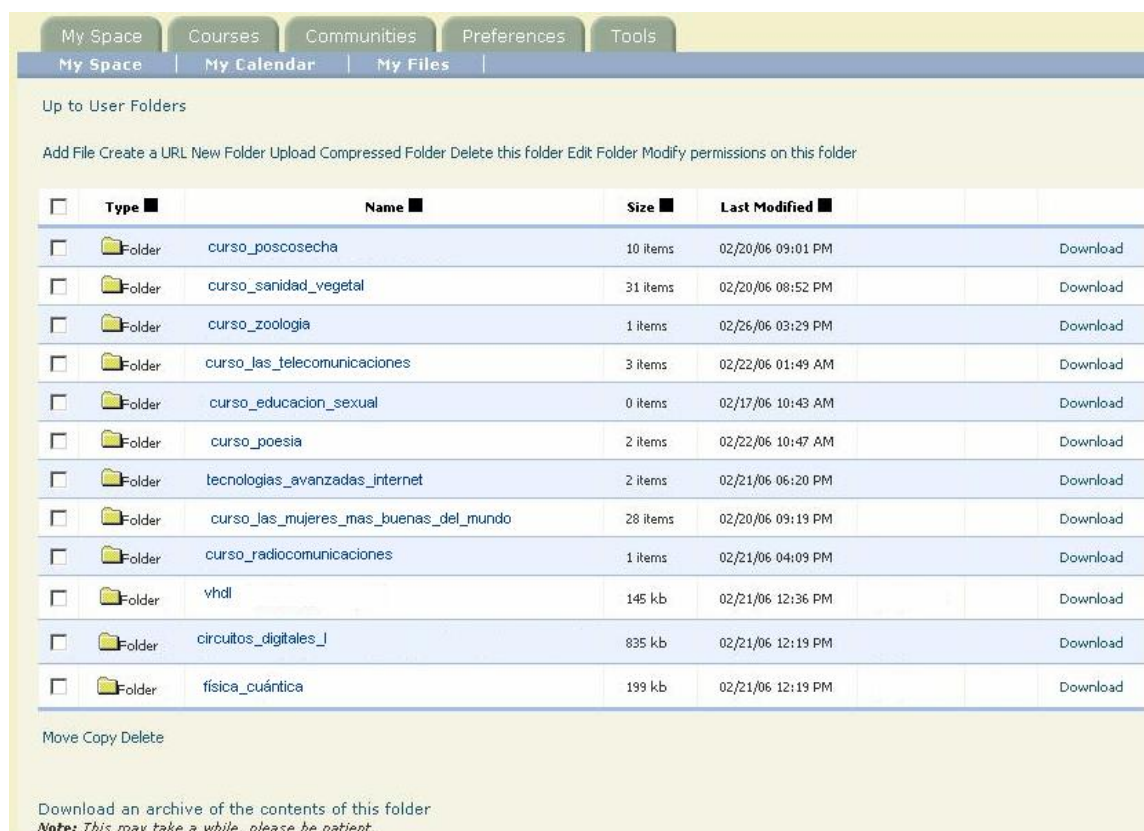 My Space Courses Communities Preferences Tools
My Space My Calendar My Files
Up to User Folders
Add File Create a URL New Folder Upload Compressed Folder Delete this folder Edit Folder Modify permissions on this folder
Type Name Size Last Modified
Folder curso_poscosecha 10 items 02/20/06 09:01 PM Download
Folder curso_sanidad_vegetal 31 items 02/20/06 08:52 PM Download
Folder curso_zoologia 1 items 02/26/06 03:29 PM Download
Folder curso_las_telecomunicaciones 3 items 02/22/06 01:49 AM Download
Folder curso_educacion_sexual 0 items 02/17/06 10:43 AM Download
Folder curso_poesia 2 items 02/22/06 10:47 AM Download
Folder tecnologias_avanzadas_internet 2 items 02/21/06 06:20 PM Download
Folder curso_las_mujeres_mas_buenas_del_mundo 28 items 02/20/06 09:19 PM Download
Folder curso_radiocomunicaciones 1 items 02/21/06 04:09 PM Download
Folder vhdl 145 kb 02/21/06 12:36 PM Download
Folder circuitos_digitales_I 835 kb 02/21/06 12:19 PM Download
Folder física_cuántica 199 kb 02/21/06 12:19 PM Download
Move Copy Delete
Download an archive of the contents of this folder
Note: This may take a while, please be patient.